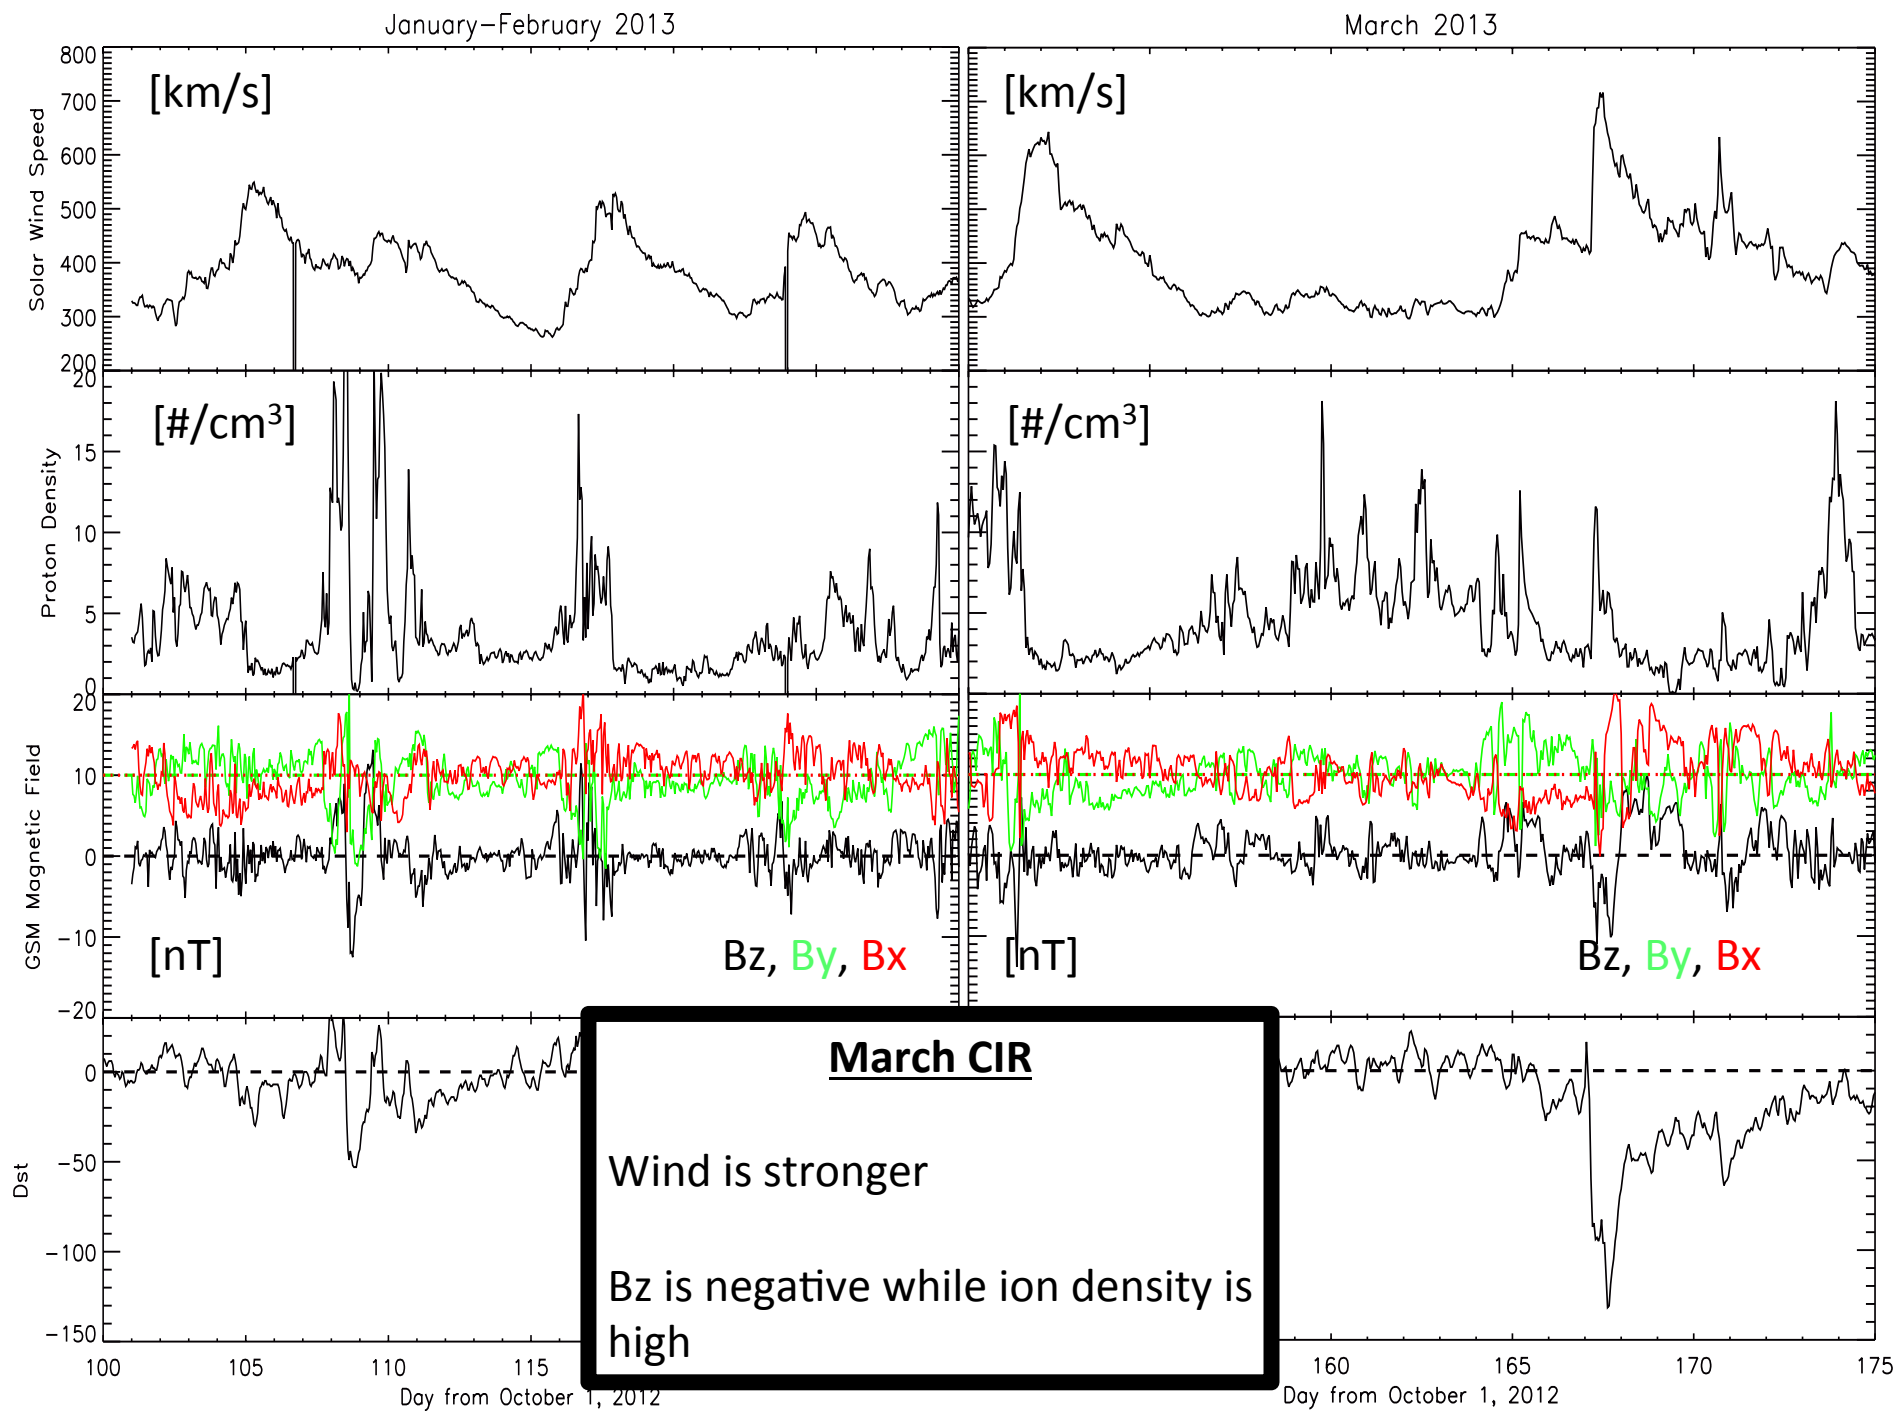 January–February 2013
March 2013
Solar Wind Speed
800
700
600
500
400
300
200
[km/s]
[km/s]
Proton Density
20
15
10
5
0
[#/cm³]
[#/cm³]
GSM Magnetic Field
20
10
0
−10
−20
[nT]
Bz, By, Bx
[nT]
Bz, By, Bx
Dst
0
−50
−100
−150
March CIR
Wind is stronger
Bz is negative while ion density is
high
100 105 110 115
160 165 170 175
Day from October 1, 2012
Day from October 1, 2012